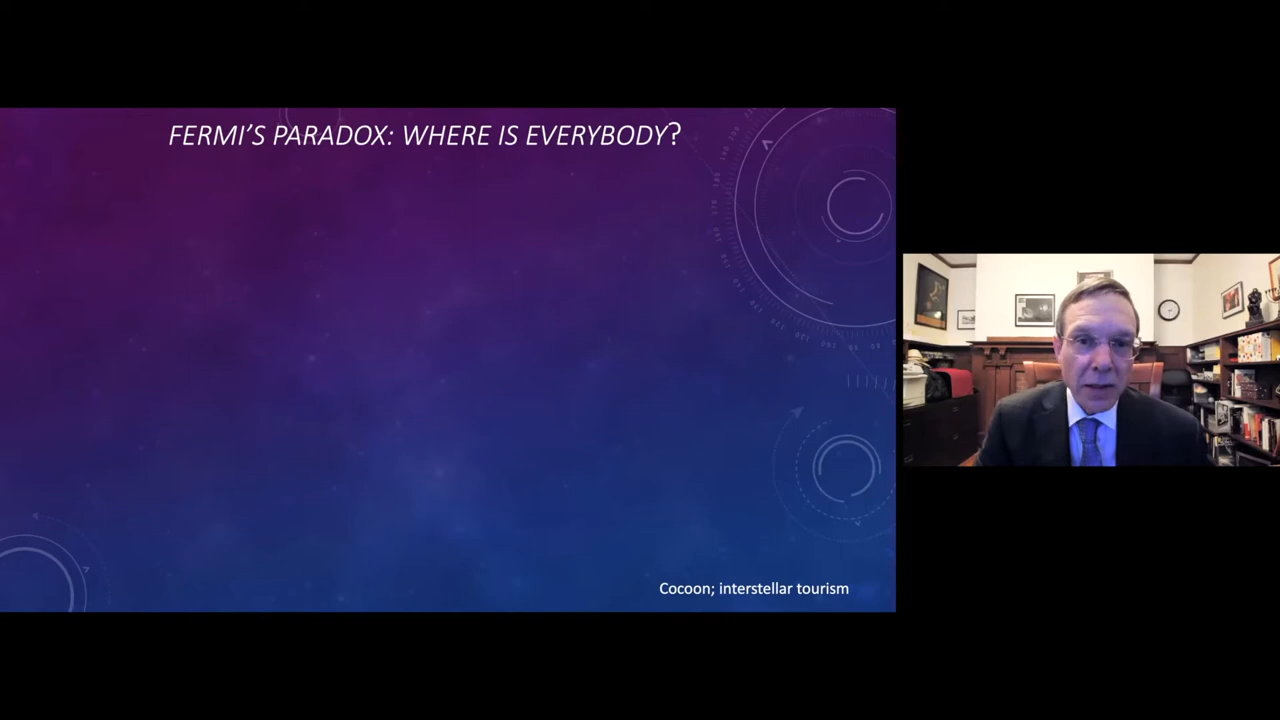 FERMI'S PARADOX: WHERE IS EVERYBODY?
Cocoon; interstellar tourism